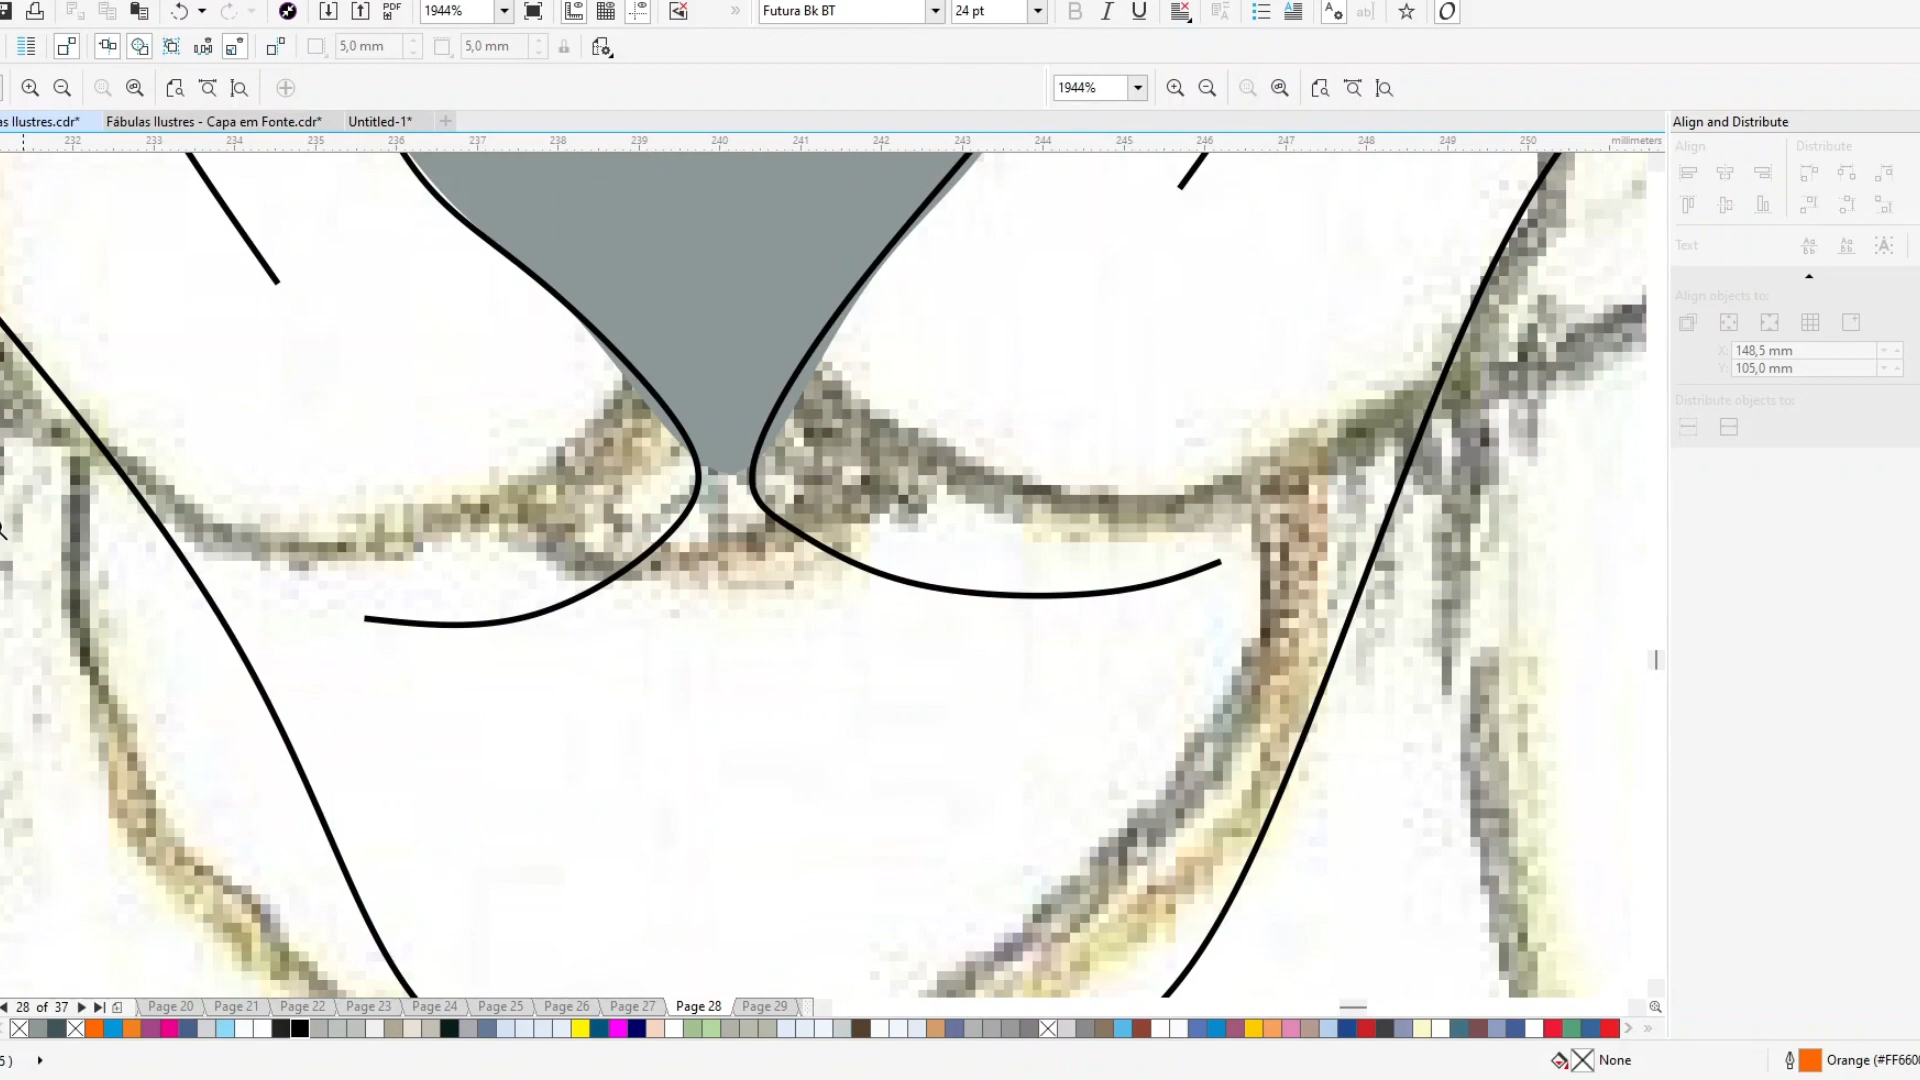 PDF
1944%
Futura Bk BT
24 pt
5,0 mm
5,0 mm
1944%
as Ilustres.cdr*
Fábulas Ilustres - Capa em Fonte.cdr*
Untitled-1*
232 233 234 235 236 237 238 239 240 241 242 243 244 245 246 247 248 249 250
millimeters
Align and Distribute
Align
Distribute
Text
Align objects to:
X: 148,5 mm
Y: 105,0 mm
Distribute objects to:
28 of 37
Page 20
Page 21
Page 22
Page 23
Page 24
Page 25
Page 26
Page 27
Page 28
Page 29
5 )
None
Orange (#FF660